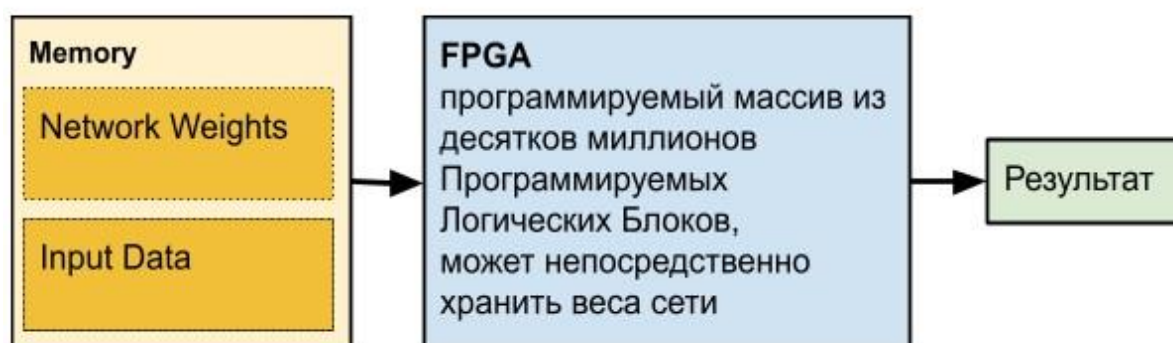 Memory
Network Weights
Input Data
FPGA
программируемый массив из
десятков миллионов
Программируемых
Логических Блоков,
может непосредственно
хранить веса сети
Результат